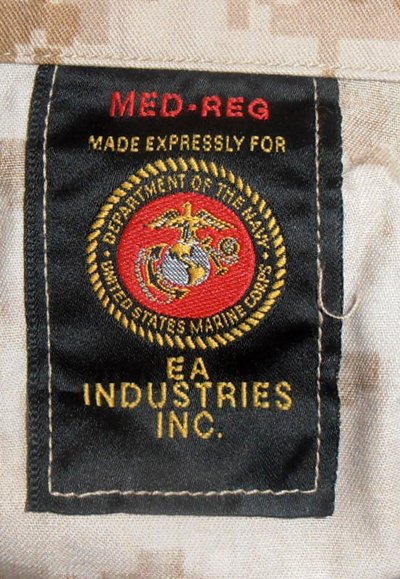 MED-REG
MADE EXPRESSLY FOR
DEPARTMENT OF THE NAVY
UNITED STATES MARINE CORPS
EA
INDUSTRIES
INC.